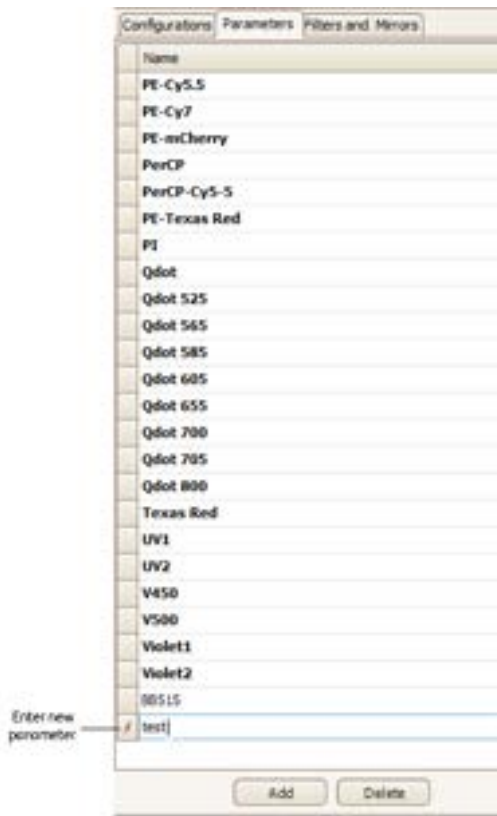 Configurations Parameters Filters and Mirrors
Name
PE-Cy5.5
PE-Cy7
PE-mCherry
PerCP
PerCP-Cy5-5
PE-Texas Red
PI
Qdot
Qdot 525
Qdot 565
Qdot 585
Qdot 605
Qdot 655
Qdot 700
Qdot 705
Qdot 800
Texas Red
UV1
UV2
V450
V500
Violet1
Violet2
BB515
Enter new
parameter
test
Add Delete